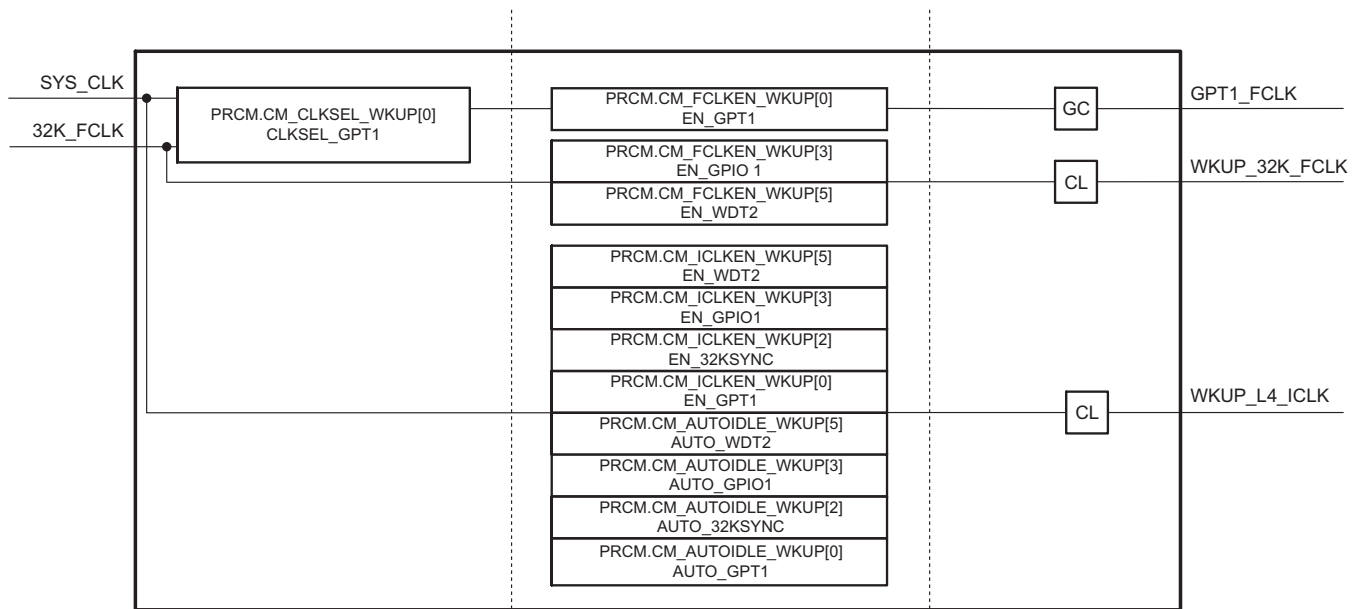 SYS_CLK
32K_FCLK
PRCM.CM_CLKSEL_WKUP[0]
CLKSEL_GPT1
PRCM.CM_FCLKEN_WKUP[0]
EN_GPT1
GC
GPT1_FCLK
PRCM.CM_FCLKEN_WKUP[3]
EN_GPIO 1
PRCM.CM_FCLKEN_WKUP[5]
EN_WDT2
CL
WKUP_32K_FCLK
PRCM.CM_ICLKEN_WKUP[5]
EN_WDT2
PRCM.CM_ICLKEN_WKUP[3]
EN_GPIO1
PRCM.CM_ICLKEN_WKUP[2]
EN_32KSYNC
PRCM.CM_ICLKEN_WKUP[0]
EN_GPT1
PRCM.CM_AUTOIDLE_WKUP[5]
AUTO_WDT2
PRCM.CM_AUTOIDLE_WKUP[3]
AUTO_GPIO1
PRCM.CM_AUTOIDLE_WKUP[2]
AUTO_32KSYNC
PRCM.CM_AUTOIDLE_WKUP[0]
AUTO_GPT1
CL
WKUP_L4_ICLK